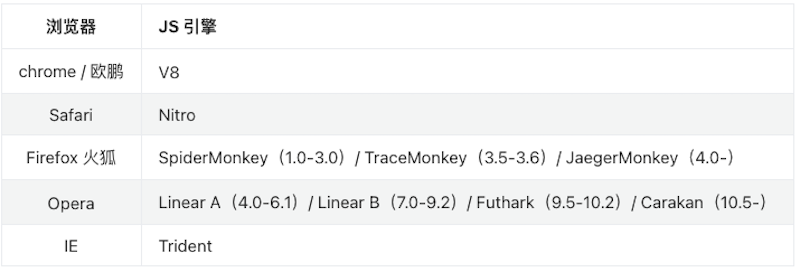 浏览器 JS 引擎
chrome / 欧鹏 V8
Safari Nitro
Firefox 火狐 SpiderMonkey（1.0-3.0）/ TraceMonkey（3.5-3.6）/ JaegerMonkey（4.0-）
Opera Linear A（4.0-6.1）/ Linear B（7.0-9.2）/ Futhark（9.5-10.2）/ Carakan（10.5-）
IE Trident